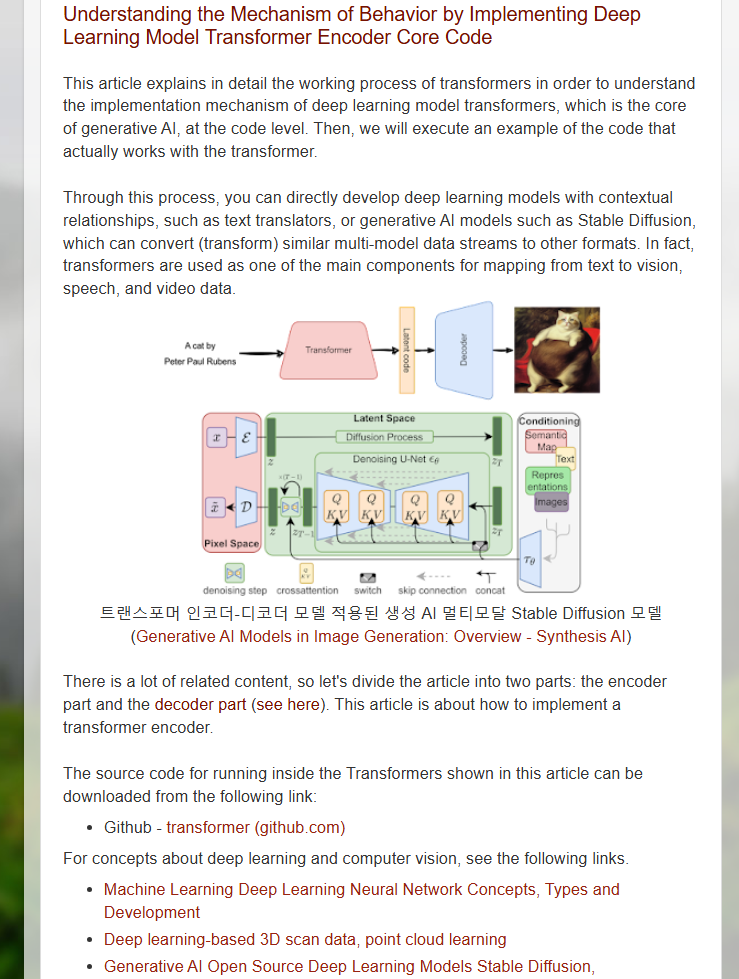 Understanding the Mechanism of Behavior by Implementing Deep
Learning Model Transformer Encoder Core Code
This article explains in detail the working process of transformers in order to understand
the implementation mechanism of deep learning model transformers, which is the core
of generative AI, at the code level. Then, we will execute an example of the code that
actually works with the transformer.
Through this process, you can directly develop deep learning models with contextual
relationships, such as text translators, or generative AI models such as Stable Diffusion,
which can convert (transform) similar multi-model data streams to other formats. In fact,
transformers are used as one of the main components for mapping from text to vision,
speech, and video data.
A cat by
Peter Paul Rubens
Transformer
Latent code
Decoder
Latent Space
Conditioning
Diffusion Process
Semantic
Map
x
ℰ
z
Denoising U-Net ϵθ
zT
Text
×(T−1)
Repres
entations
Images
Q
K,V
Q
K,V
Q
K,V
Q
K,V
x̃
D
Pixel Space
z
zT−1
zT
τθ
denoising step crossattention switch skip connection concat
트랜스포머 인코더-디코더 모델 적용된 생성 AI 멀티모달 Stable Diffusion 모델
(Generative AI Models in Image Generation: Overview - Synthesis AI)
There is a lot of related content, so let's divide the article into two parts: the encoder
part and the decoder part (see here). This article is about how to implement a
transformer encoder.
The source code for running inside the Transformers shown in this article can be
downloaded from the following link:
• Github - transformer (github.com)
For concepts about deep learning and computer vision, see the following links.
• Machine Learning Deep Learning Neural Network Concepts, Types and
Development
• Deep learning-based 3D scan data, point cloud learning
• Generative AI Open Source Deep Learning Models Stable Diffusion,